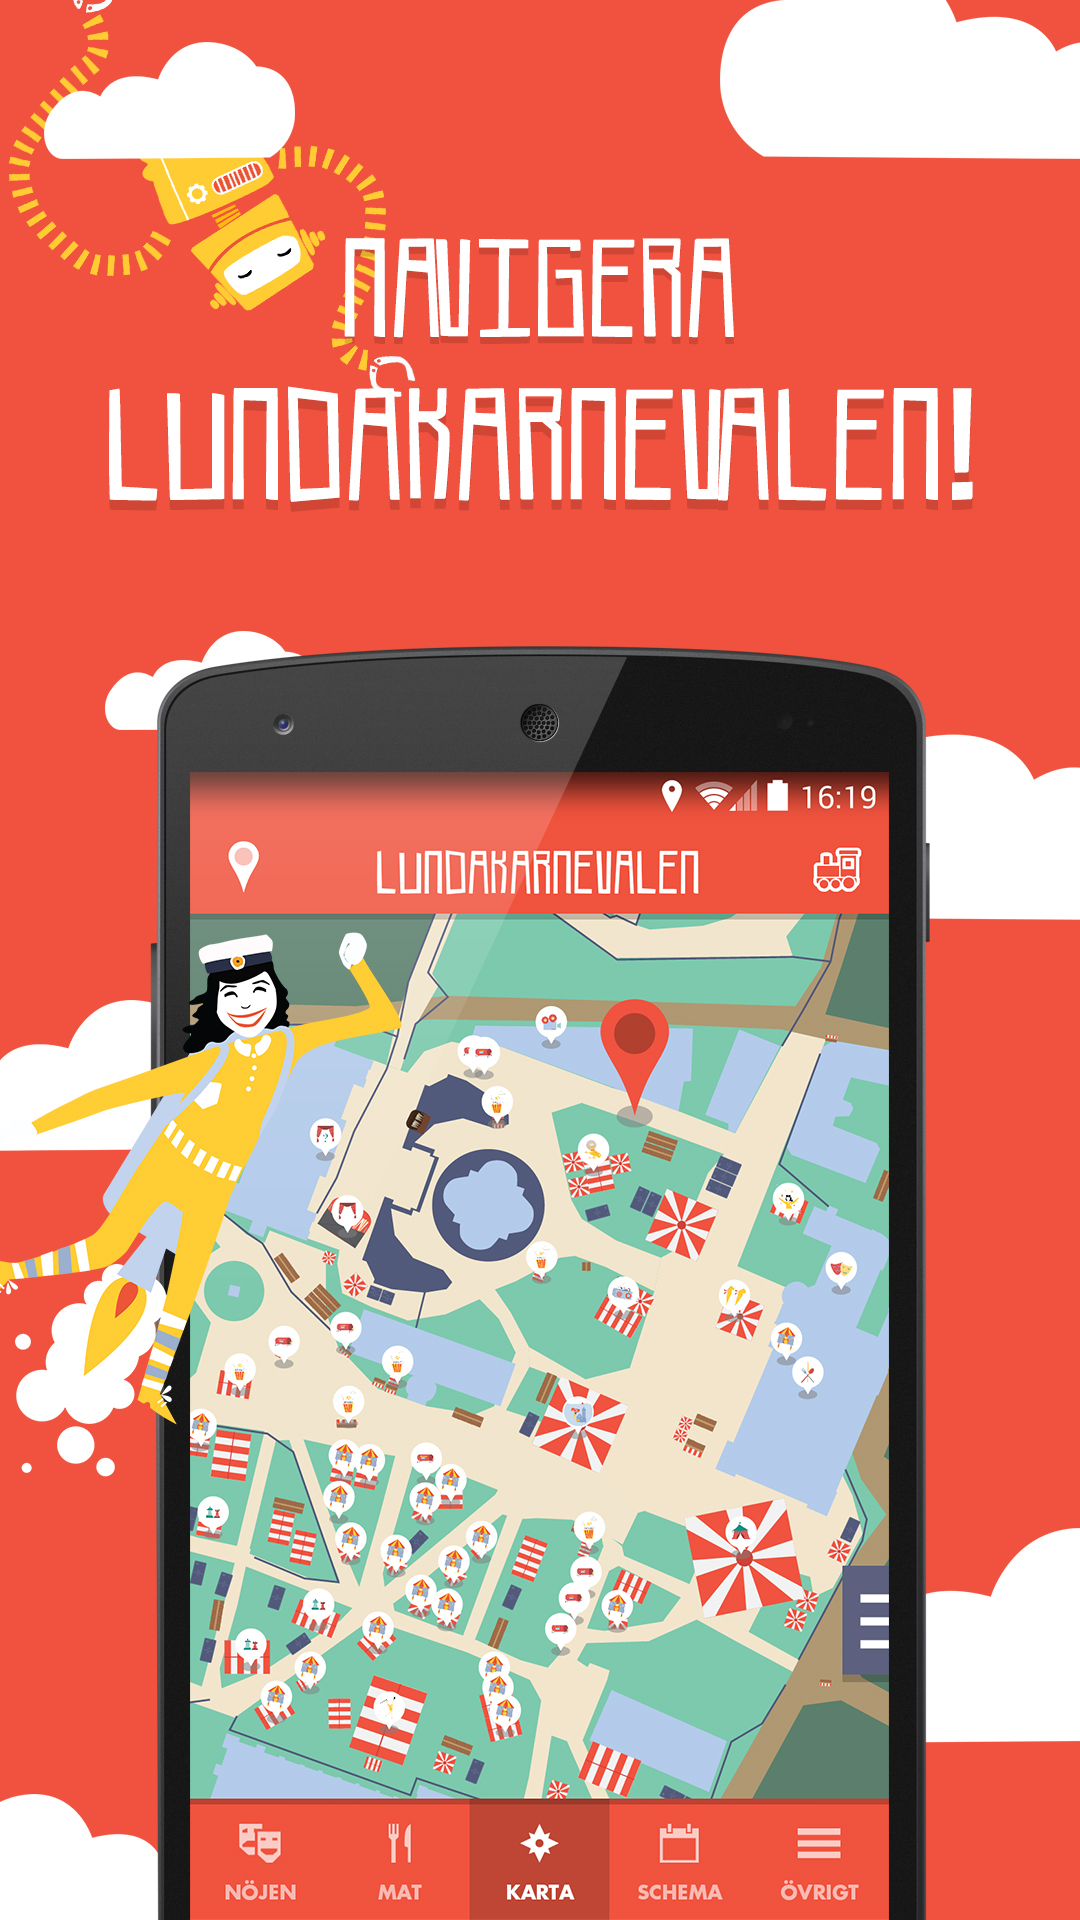 NAVIGERA
LUNDAKARNEVALEN!
16:19
LUNDAKARNEVALEN
NÖJEN
MAT
KARTA
SCHEMA
ÖVRIGT